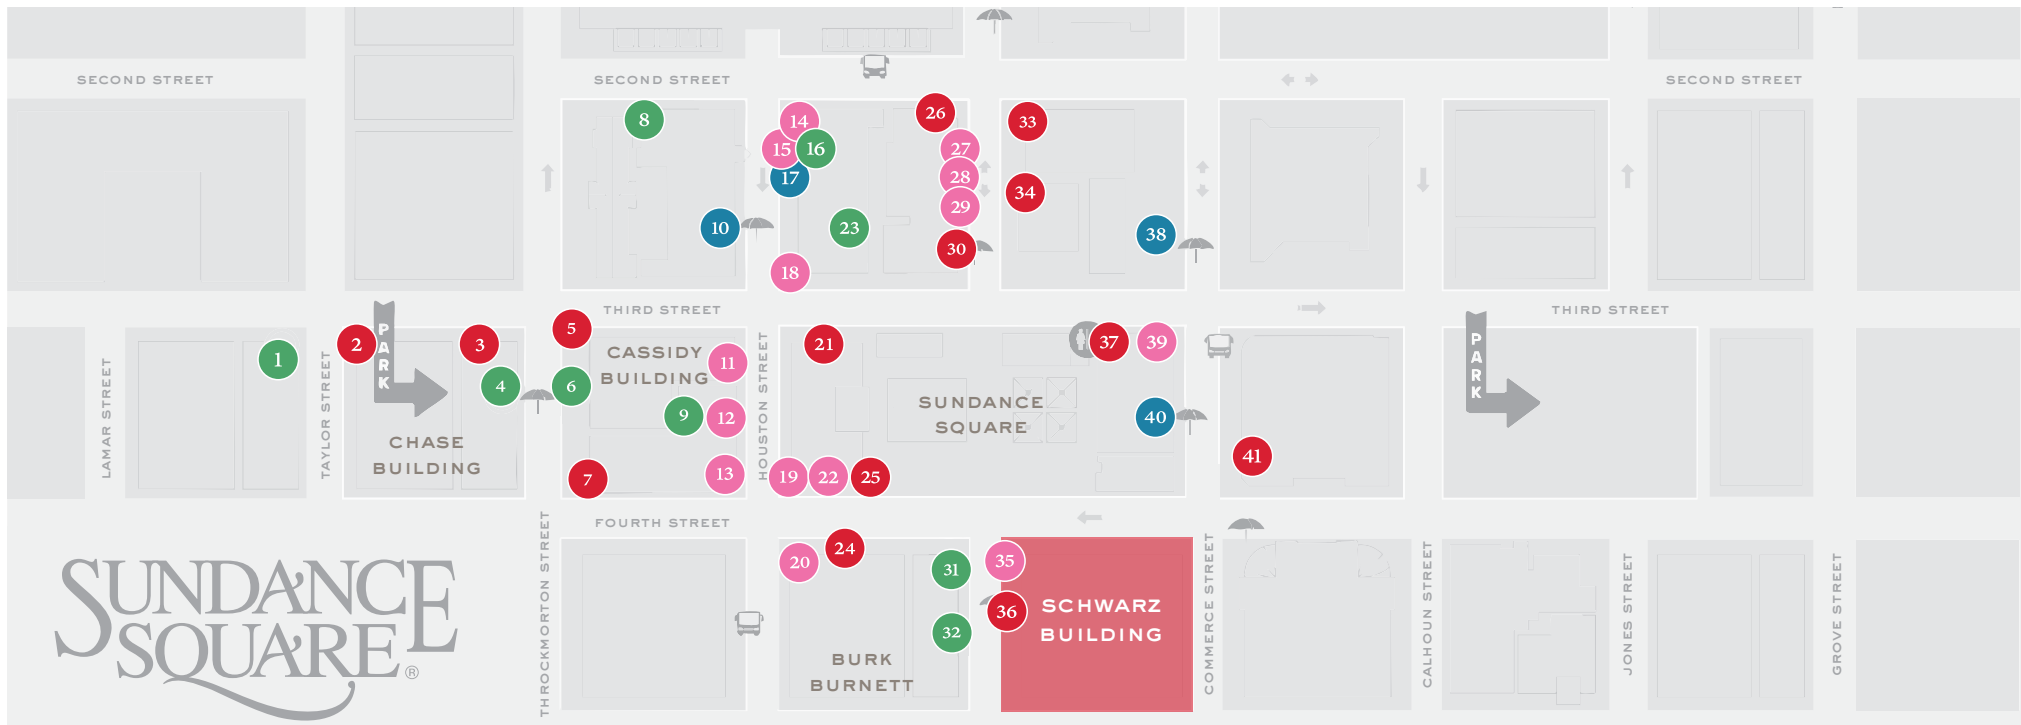 SECOND STREET
SECOND STREET
SECOND STREET
8
14
15
16
17
10
23
18
26
27
28
29
30
33
34
38
THIRD STREET
THIRD STREET
LAMAR STREET
1
TAYLOR STREET
2
PARK
3
4
CHASE
BUILDING
5
6
CASSIDY
BUILDING
11
9
12
7
13
HOUSTON STREET
21
SUNDANCE
SQUARE
37
39
40
19
22
25
41
PARK
FOURTH STREET
THROCKMORTON STREET
20
24
31
32
BURK
BURNETT
35
36
SCHWARZ
BUILDING
COMMERCE STREET
CALHOUN STREET
JONES STREET
GROVE STREET
SUNDANCE
SQUARE®